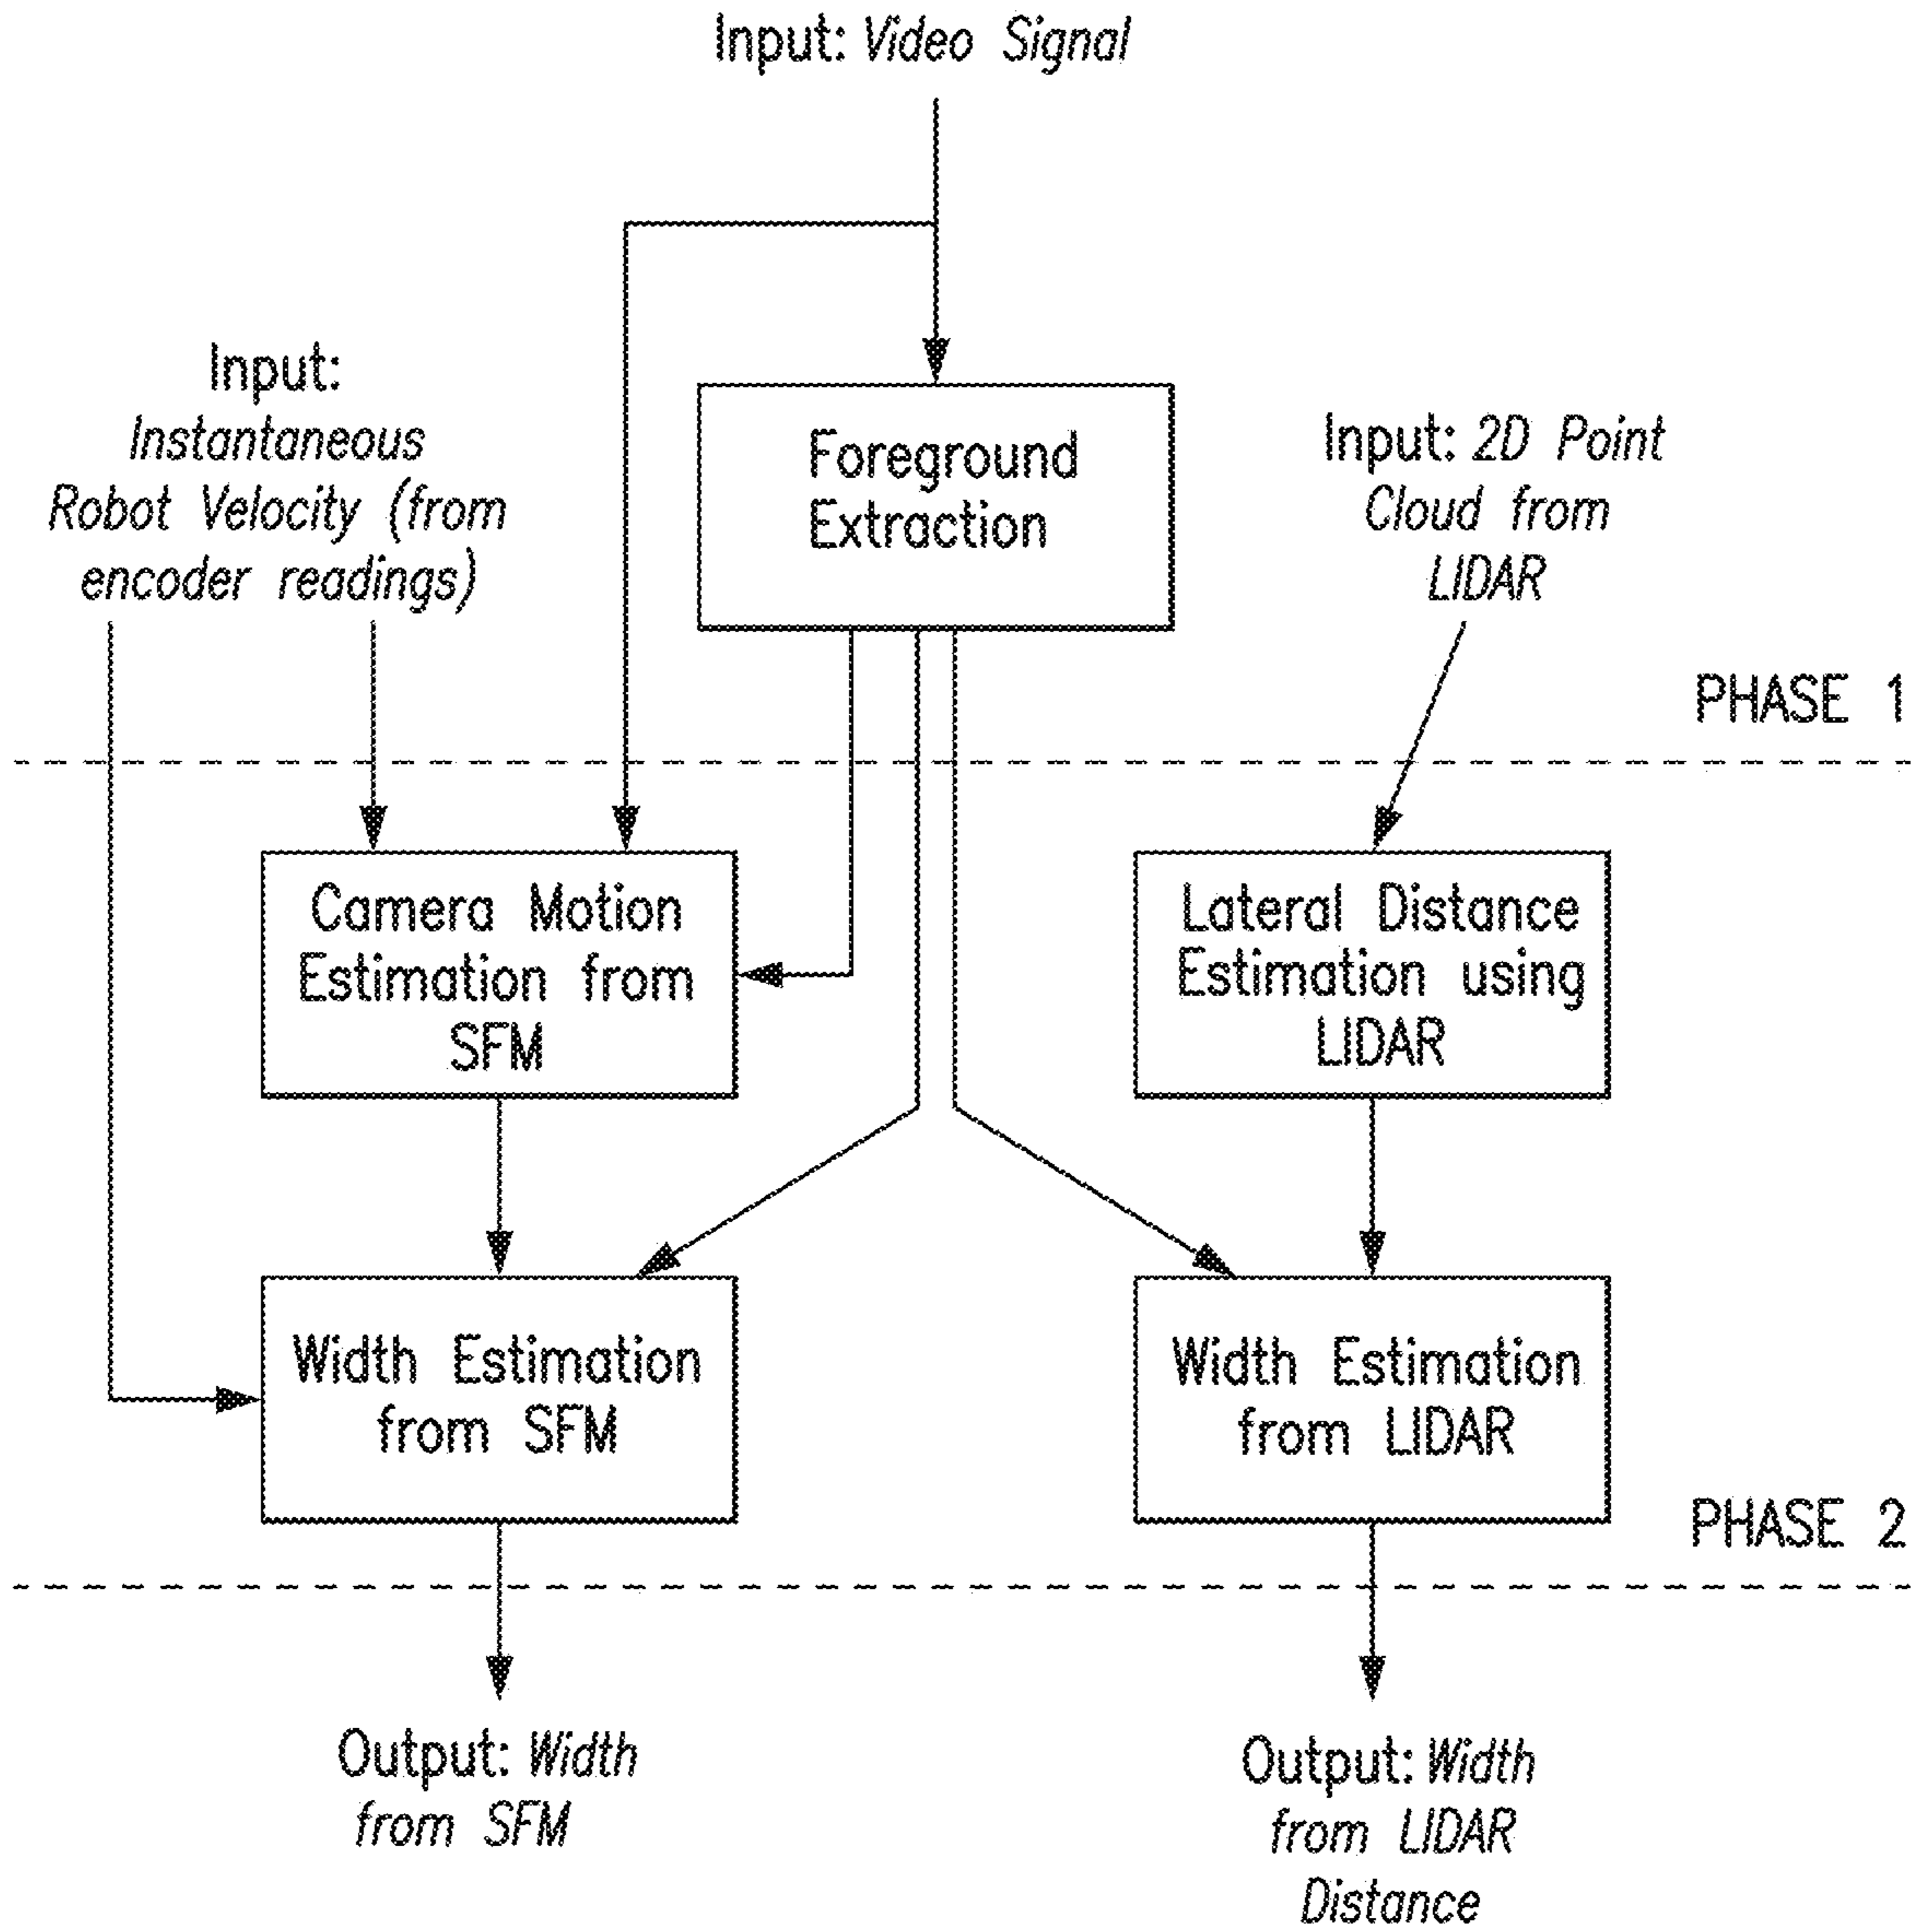 Input: Video Signal
Input:
Instantaneous
Robot Velocity (from
encoder readings)
Foreground
Extraction
Input: 2D Point
Cloud from
LIDAR
PHASE 1
Camera Motion
Estimation from
SFM
Lateral Distance
Estimation using
LIDAR
Width Estimation
from SFM
Width Estimation
from LIDAR
PHASE 2
Output: Width
from SFM
Output: Width
from LIDAR
Distance